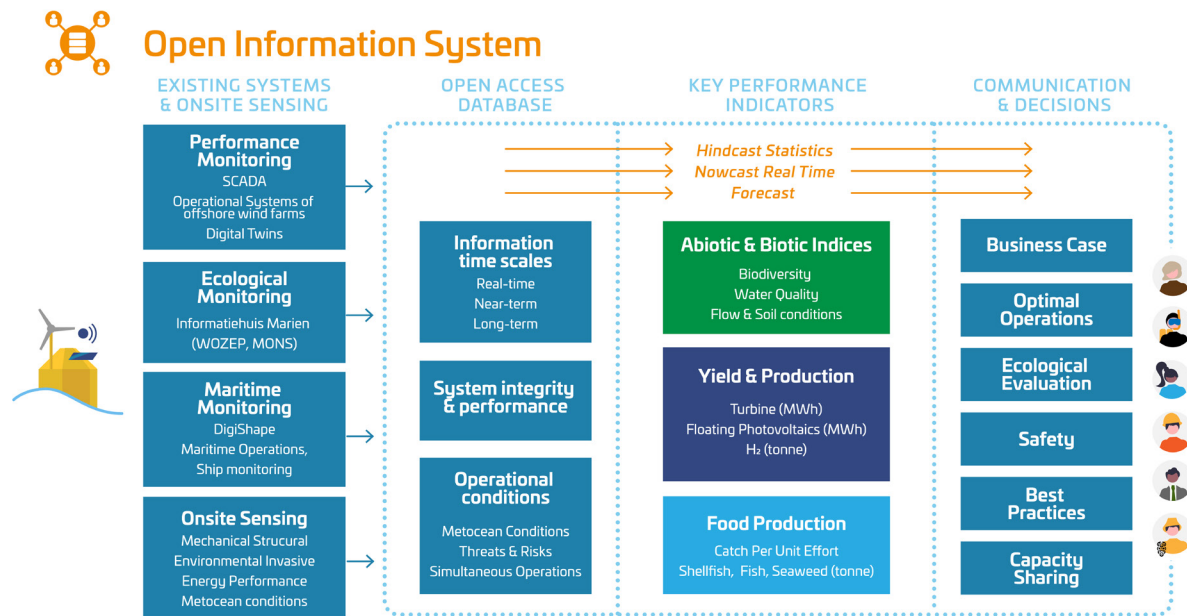 Open Information System
EXISTING SYSTEMS
& ONSITE SENSING
Performance
Monitoring
SCADA
Operational Systems of
offshore wind farms
Digital Twins
Ecological
Monitoring
Informatiehuis Marien
(WOZEP, MONS)
Maritime
Monitoring
DigiShape
Maritime Operations,
Ship monitoring
Onsite Sensing
Mechanical Strucural
Environmental Invasive
Energy Performance
Metocean conditions
OPEN ACCESS
DATABASE
Information
time scales
Real-time
Near-term
Long-term
System integrity
& performance
Operational
conditions
Metocean Conditions
Threats & Risks
Simultaneous Operations
KEY PERFORMANCE
INDICATORS
Hindcast Statistics
Nowcast Real Time
Forecast
Abiotic & Biotic Indices
Biodiversity
Water Quality
Flow & Soil conditions
Yield & Production
Turbine (MWh)
Floating Photovoltaics (MWh)
H₂ (tonne)
Food Production
Catch Per Unit Effort
Shellfish, Fish, Seaweed (tonne)
COMMUNICATION
& DECISIONS
Business Case
Optimal
Operations
Ecological
Evaluation
Safety
Best
Practices
Capacity
Sharing